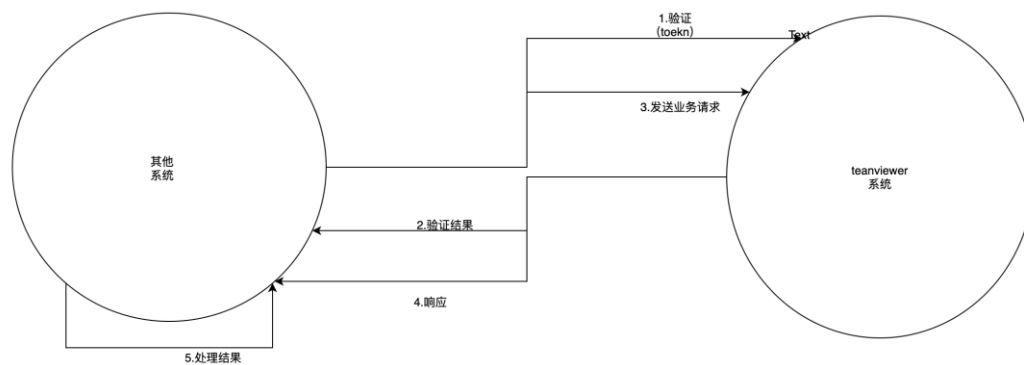 1.验证
（toekn）
Text
3.发送业务请求
其他
系统
teanviewer
系统
2.验证结果
4.响应
5.处理结果